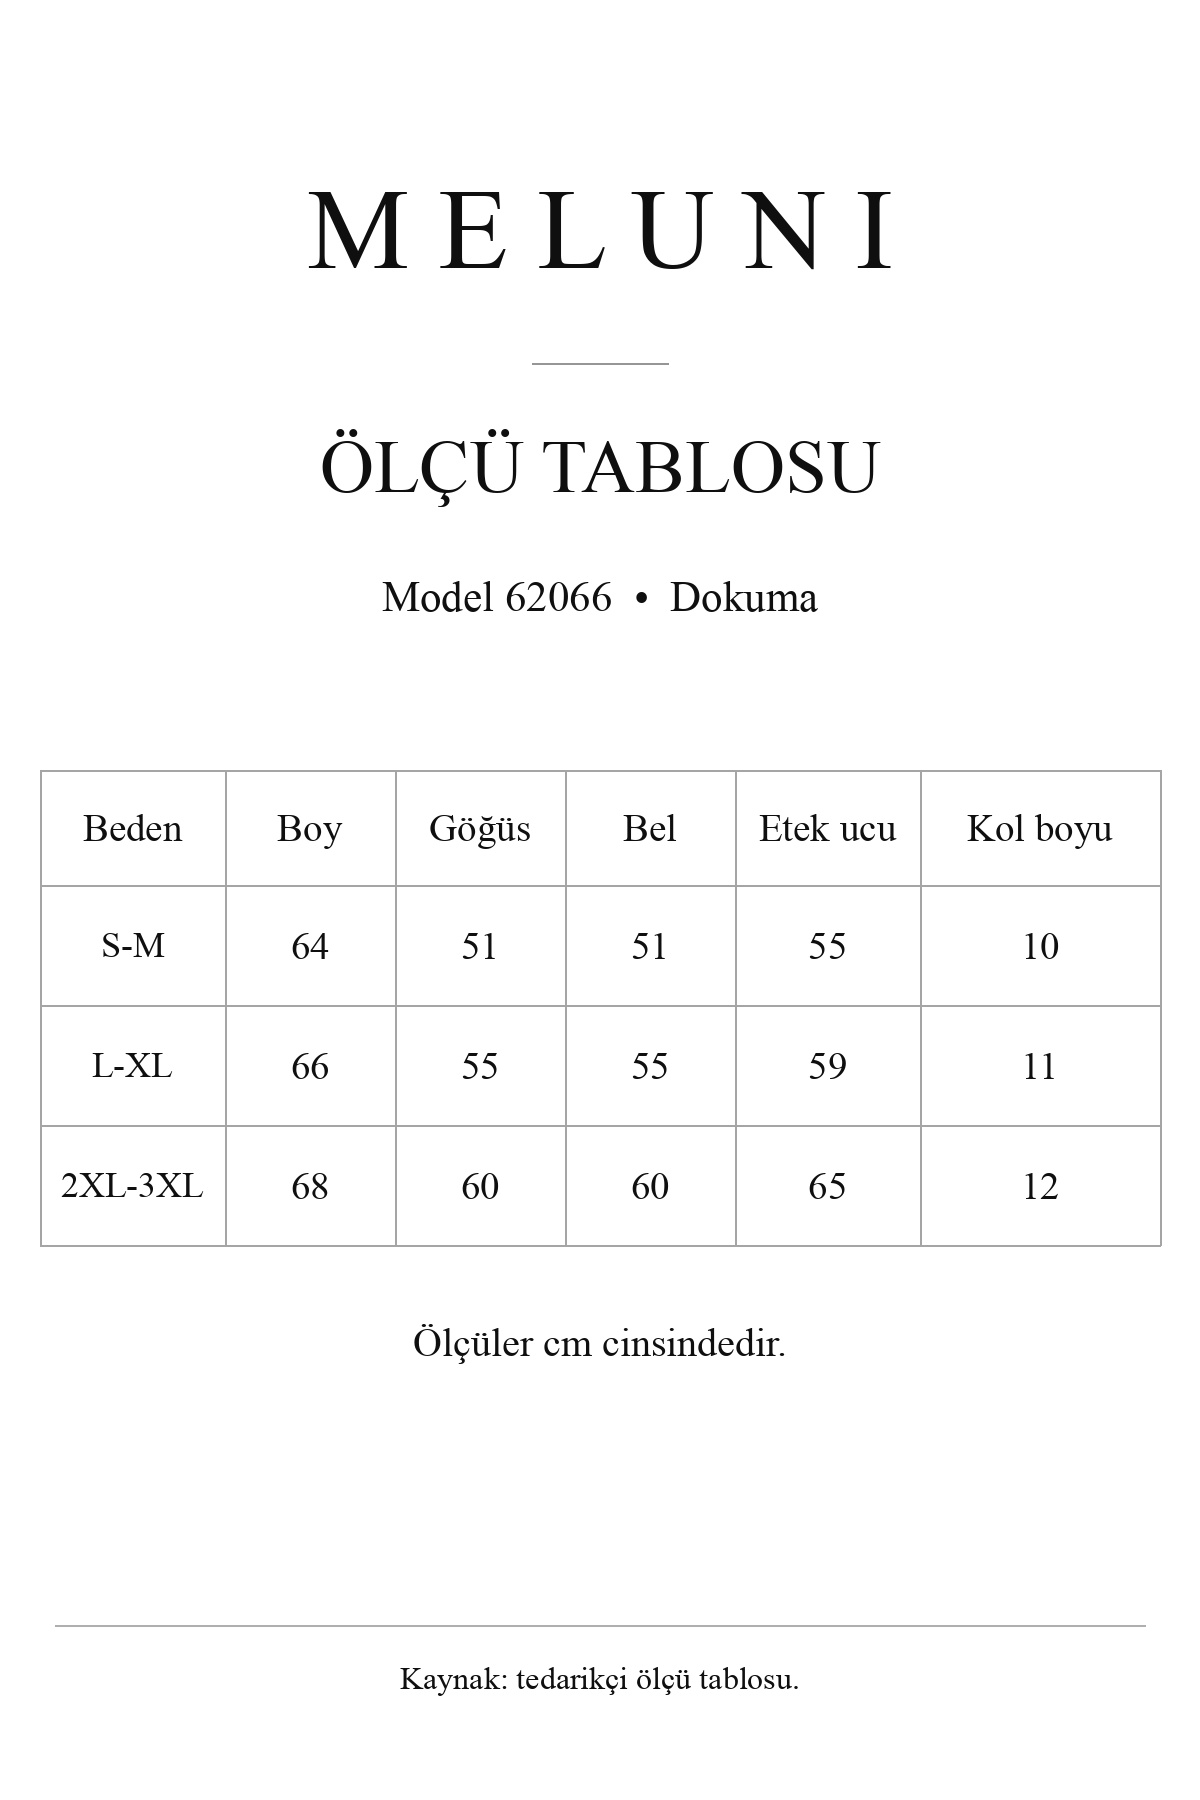 MELUNI
ÖLÇÜ TABLOSU
Model 62066 • Dokuma
Beden Boy Göğüs Bel Etek ucu Kol boyu
S-M 64 51 51 55 10
L-XL 66 55 55 59 11
2XL-3XL 68 60 60 65 12
Ölçüler cm cinsindedir.
Kaynak: tedarikçi ölçü tablosu.